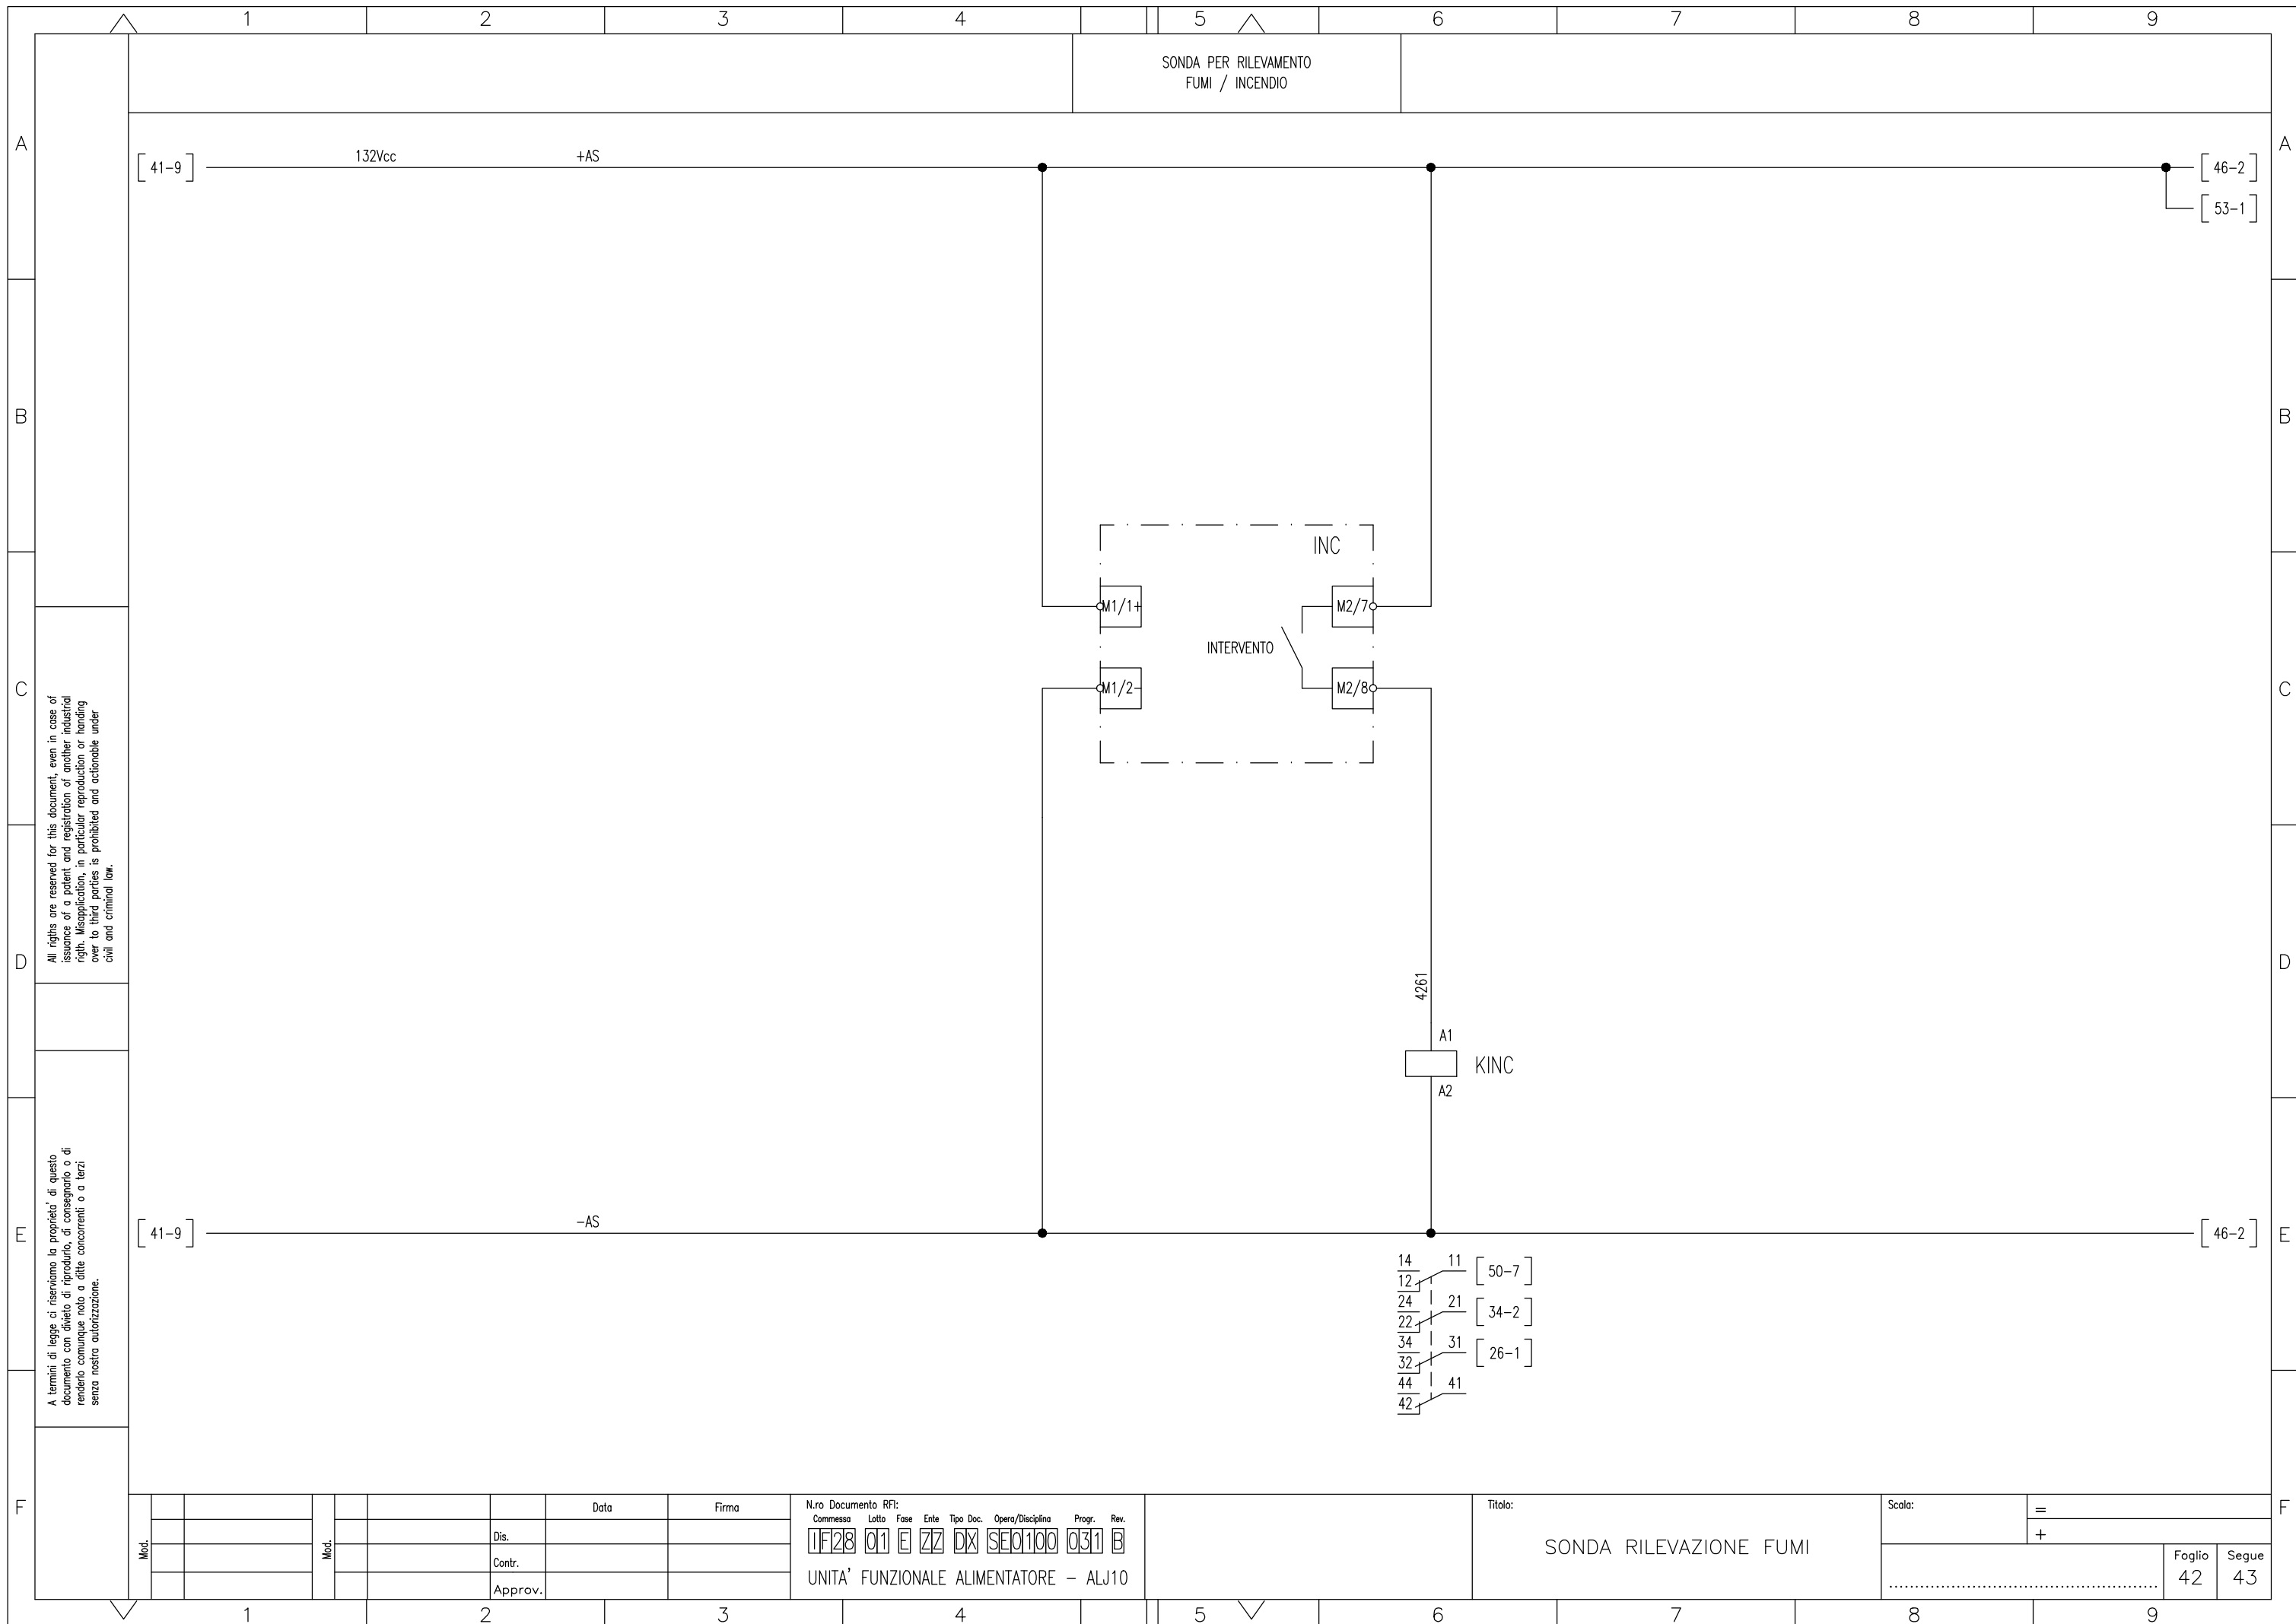 1 2 3 4 5 6 7 8 9
SONDA PER RILEVAMENTO
FUMI / INCENDIO
A A
41-9
132Vcc +AS
46-2
53-1
B B
INC
M1/1+ M2/7
INTERVENTO
M1/2- M2/8
C C
All rigths are reserved for this document, even in case of
issuance of a patent and registration of another industrial
rigth. Misapplication, in particular reproduction or handing
over to third parties is prohibited and actionable under
civil and criminal law.
D D
4261
A1
KINC
A2
A termini di legge ci riserviamo la proprieta' di questo
documento con divieto di riprodurlo, di consegnarlo o di
renderlo comunque noto a ditte concorrenti o a terzi
senza nostra autorizzazione.
E E
41-9
-AS
46-2
14 11 50-7
12
24 21 34-2
22
34 31 26-1
32
44 41
42
F F
Mod. Mod.
Data Firma
Dis.
Contr.
Approv.
N.ro Documento RFI:
Commessa Lotto Fase Ente Tipo Doc. Opera/Disciplina Progr. Rev.
IF28 01 E ZZ DX SE0100 031 B
UNITA' FUNZIONALE ALIMENTATORE - ALJ10
Titolo:
SONDA RILEVAZIONE FUMI
Scala:
=
+
Foglio Segue
42 43
1 2 3 4 5 6 7 8 9